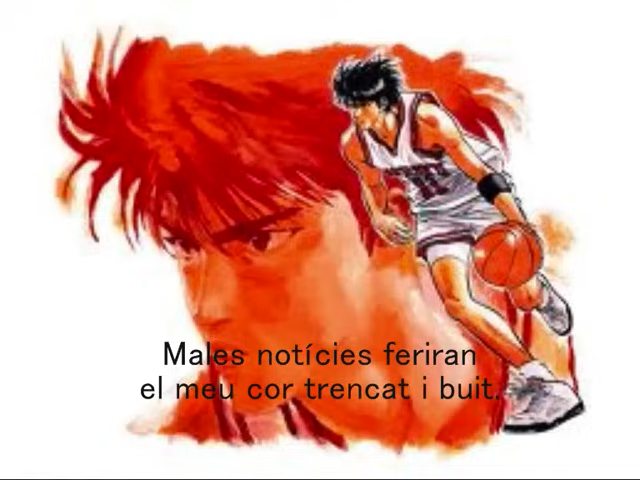 Males notícies feriran
el meu cor trencat i buit.